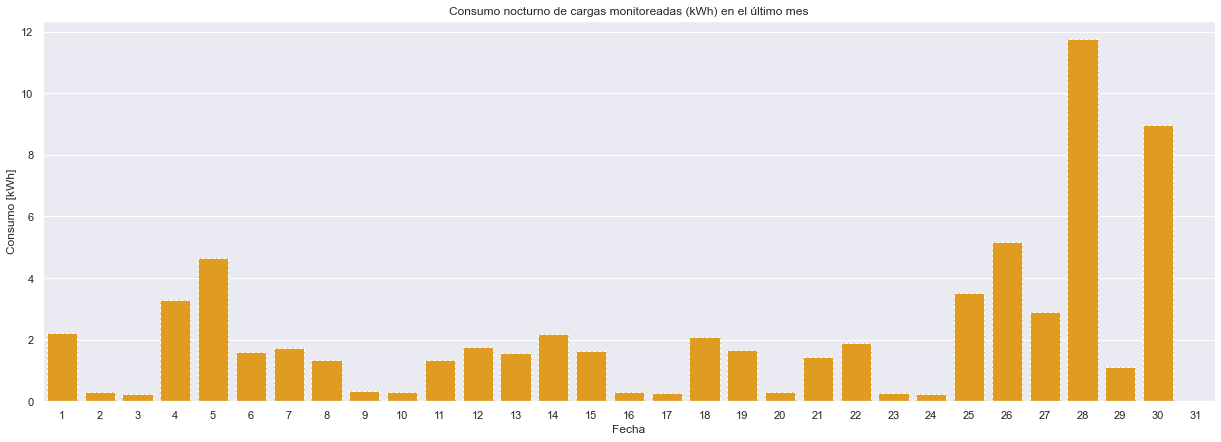 Consumo nocturno de cargas monitoreadas (kWh) en el último mes
Consumo [kWh]
12
10
8
6
4
2
0
1 2 3 4 5 6 7 8 9 10 11 12 13 14 15 16 17 18 19 20 21 22 23 24 25 26 27 28 29 30 31
Fecha